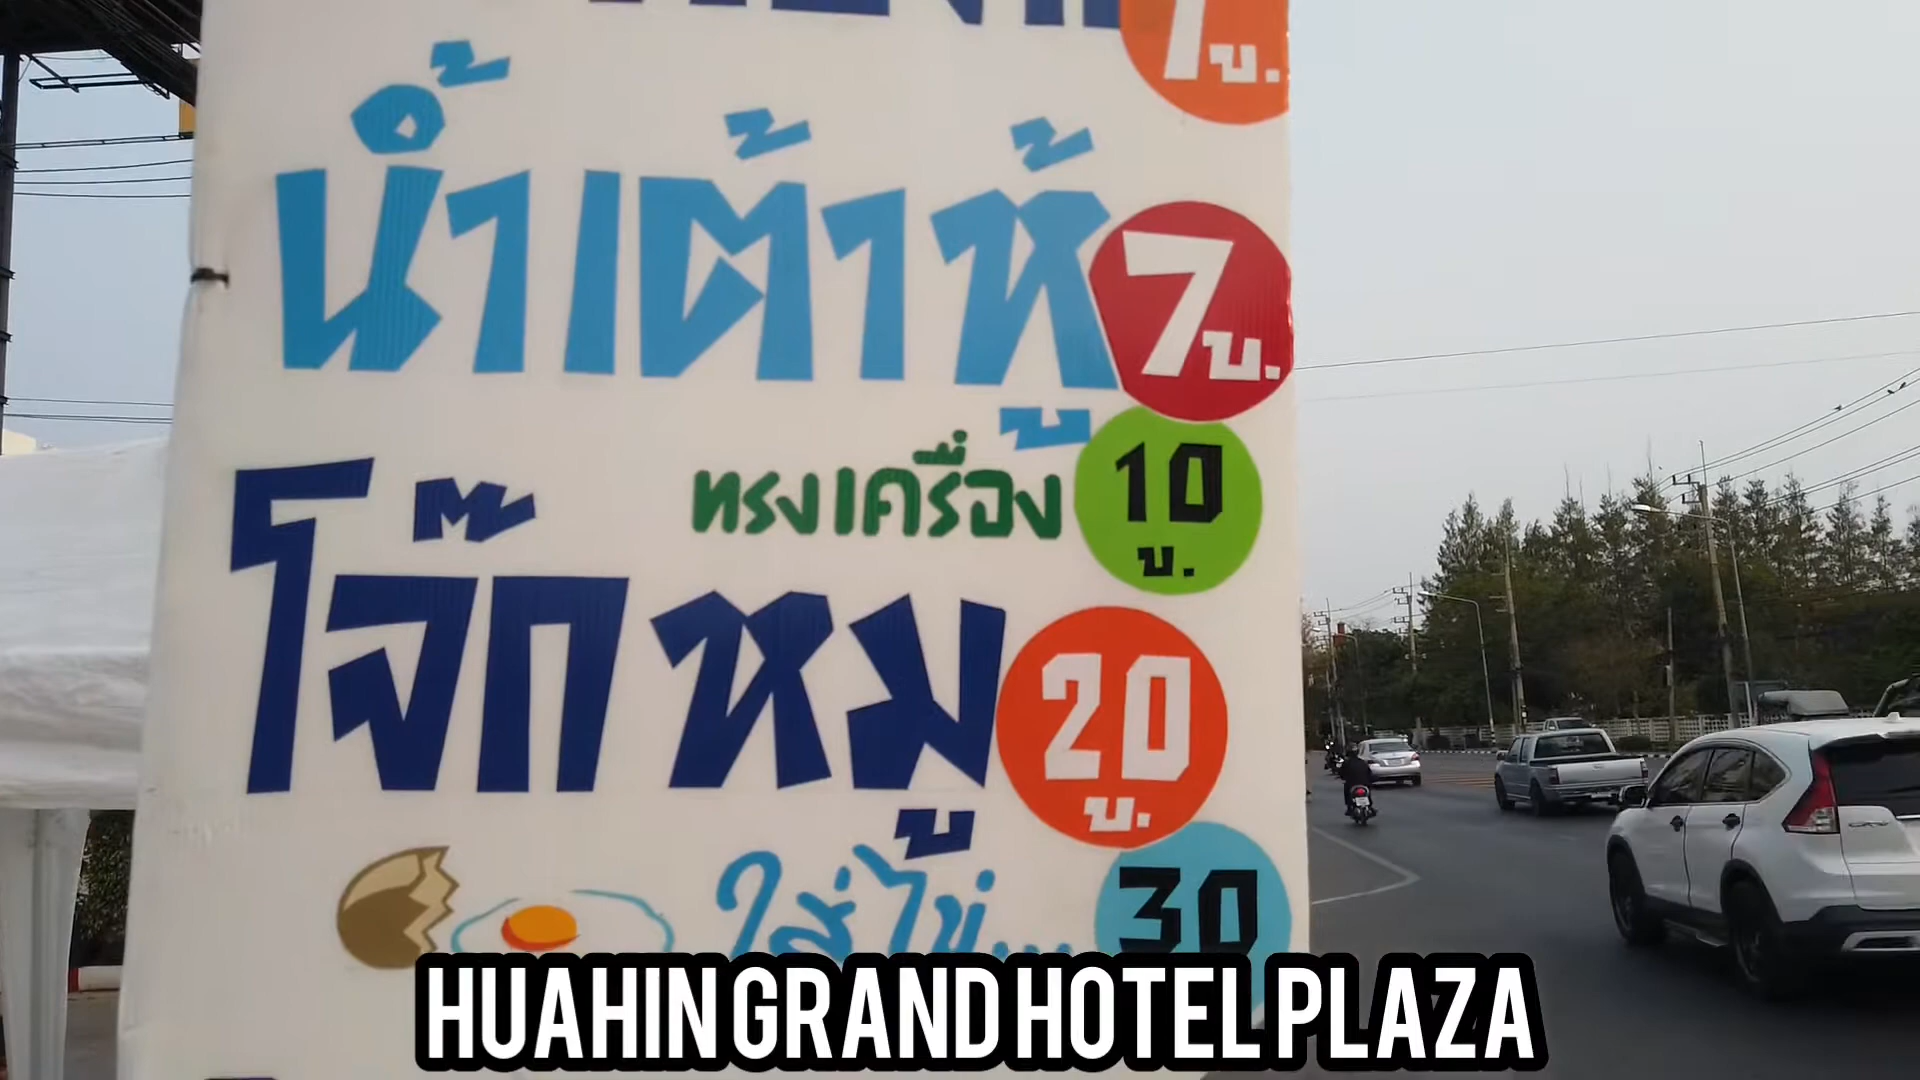 7 บ.
น้ำเต้าหู้ 7 บ.
ทรงเครื่อง 10 บ.
โจ๊กหมู 20 บ.
ใส่ไข่... 30
HUAHIN GRAND HOTEL PLAZA